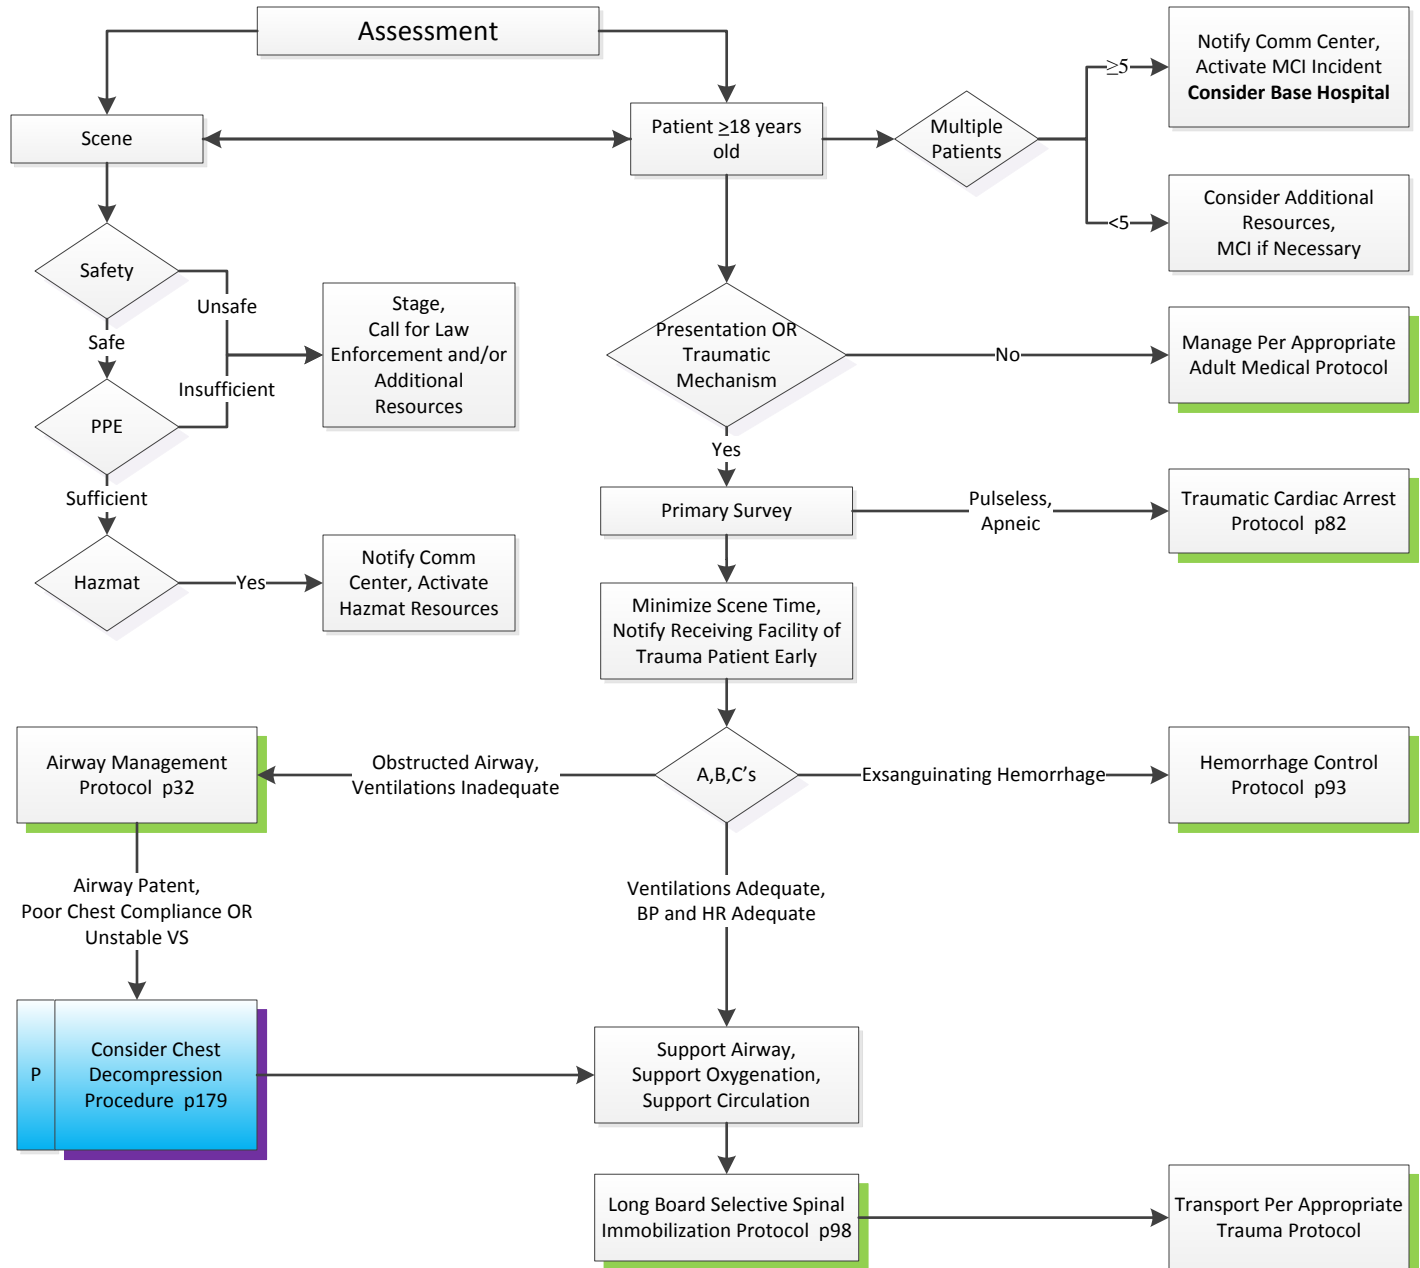 Assessment
Scene
Patient ≥18 years
old
Multiple
Patients
≥5
Notify Comm Center,
Activate MCI Incident
Consider Base Hospital
<5
Consider Additional
Resources,
MCI if Necessary
Safety
Unsafe
Safe
Stage,
Call for Law
Enforcement and/or
Additional
Resources
Insufficient
PPE
Sufficient
Hazmat
Yes
Notify Comm
Center, Activate
Hazmat Resources
Presentation OR
Traumatic
Mechanism
No
Manage Per Appropriate
Adult Medical Protocol
Yes
Primary Survey
Pulseless,
Apneic
Traumatic Cardiac Arrest
Protocol p82
Minimize Scene Time,
Notify Receiving Facility of
Trauma Patient Early
A,B,C's
Obstructed Airway,
Ventilations Inadequate
Airway Management
Protocol p32
Exsanguinating Hemorrhage
Hemorrhage Control
Protocol p93
Airway Patent,
Poor Chest Compliance OR
Unstable VS
Ventilations Adequate,
BP and HR Adequate
P
Consider Chest
Decompression
Procedure p179
Support Airway,
Support Oxygenation,
Support Circulation
Long Board Selective Spinal
Immobilization Protocol p98
Transport Per Appropriate
Trauma Protocol